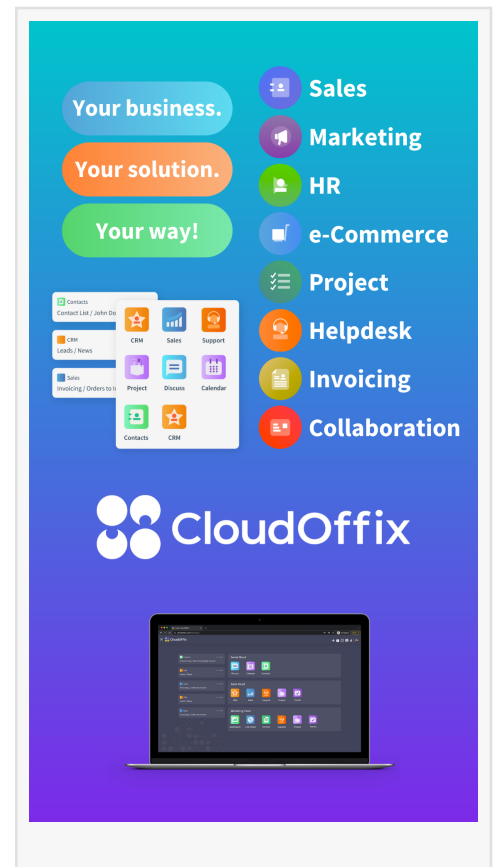 Your business.
Your solution.
Your way!
Sales
Marketing
HR
e-Commerce
Project
Helpdesk
Invoicing
Collaboration
Contacts
Contact List / John Do
CRM
Leads / News
Sales
Invoicing / Orders to In
CRM Sales Support
Project Discuss Calendar
Contacts CRM
CloudOffix